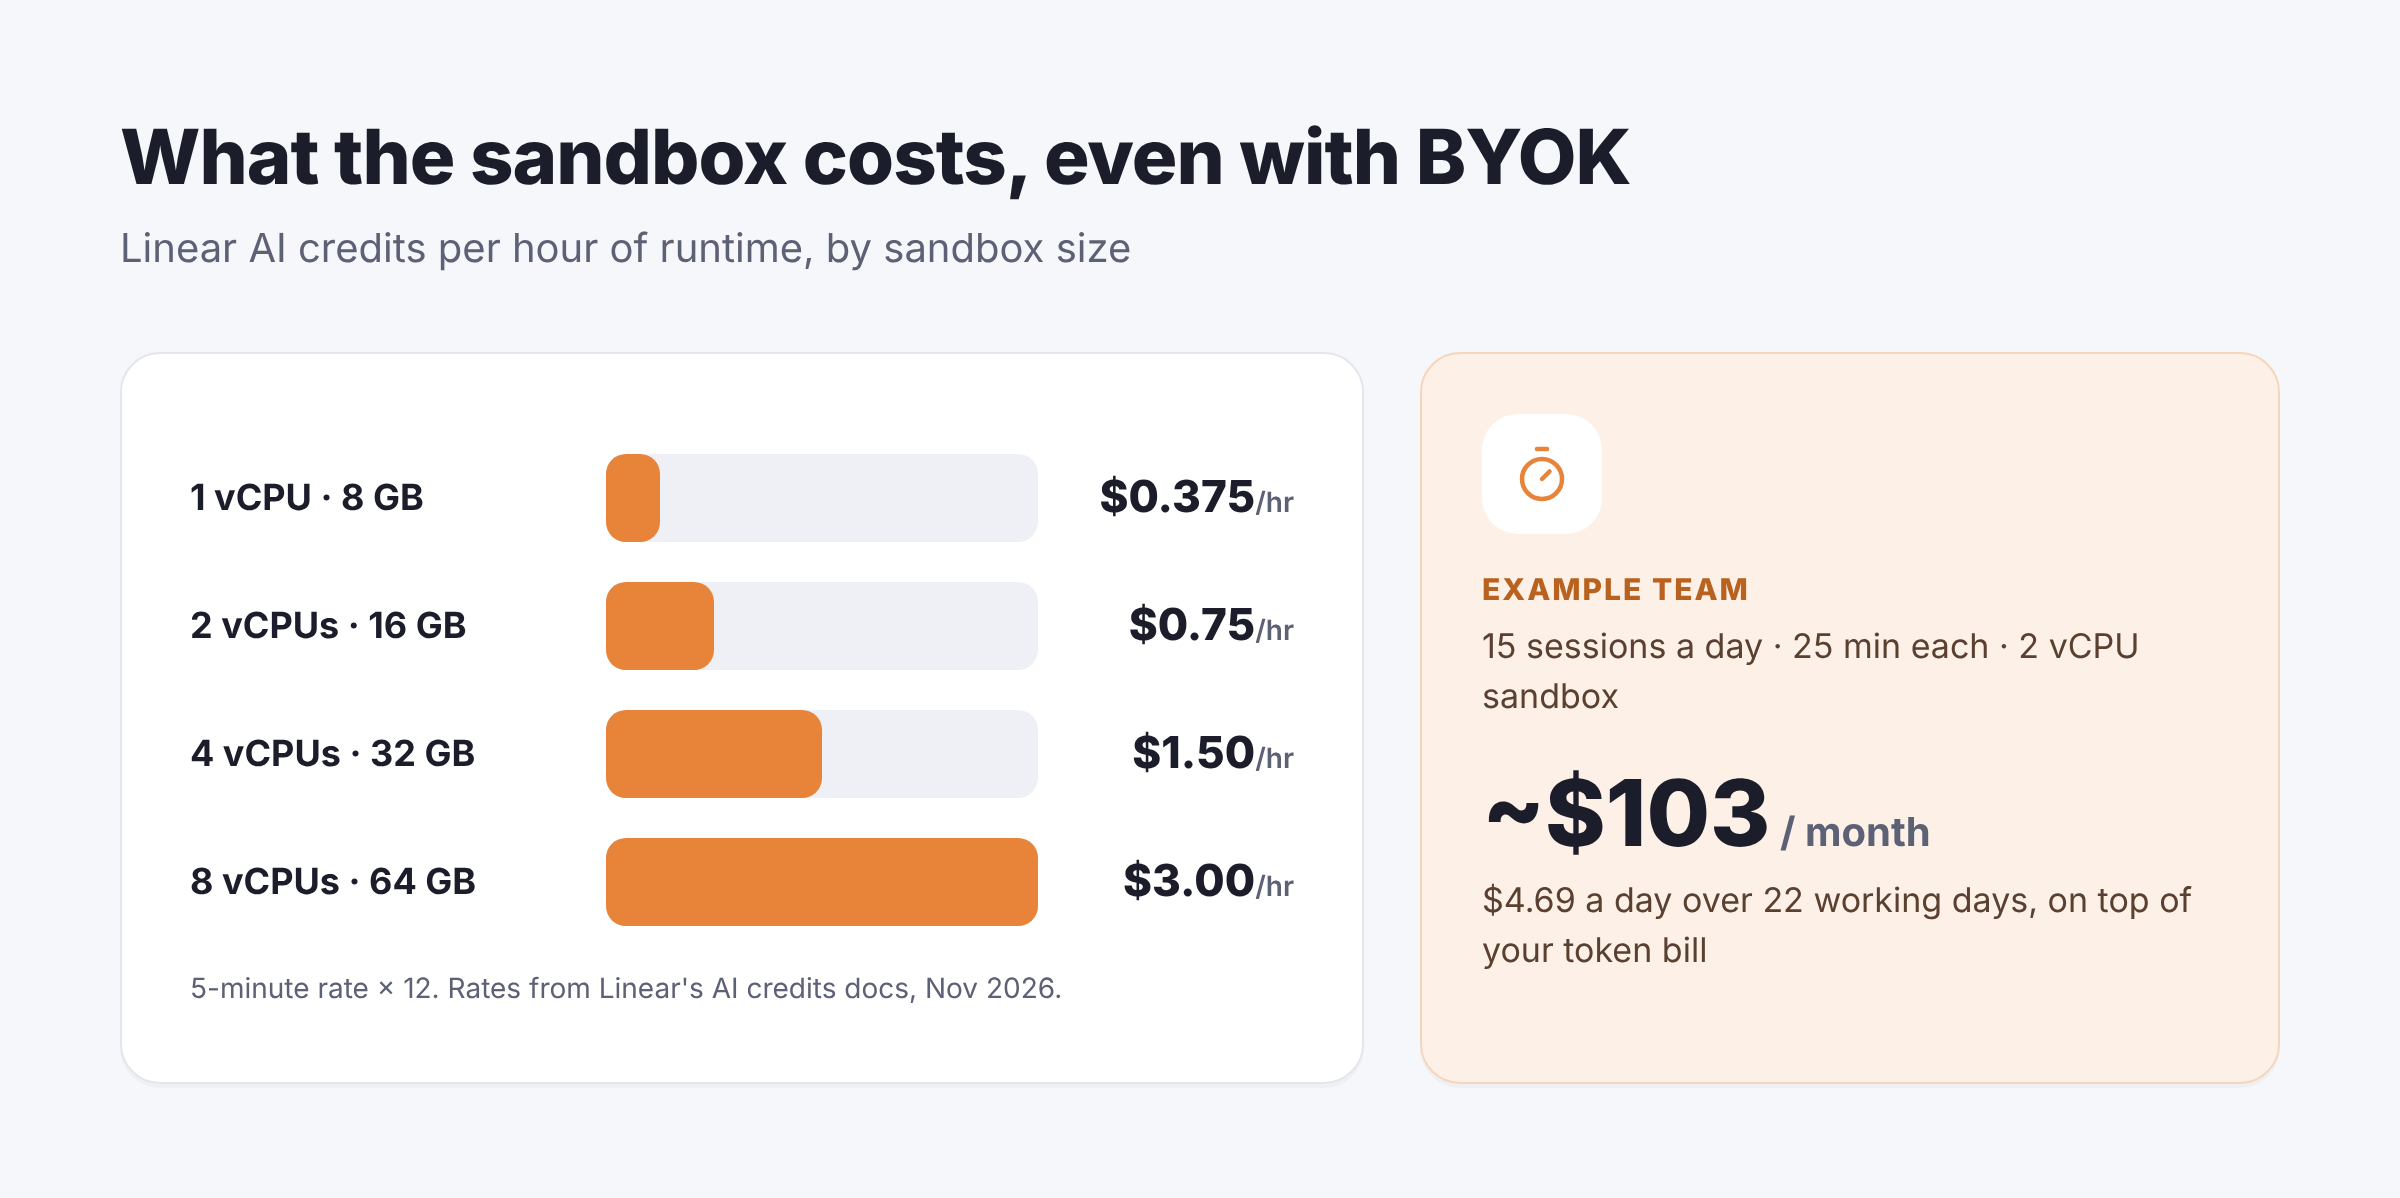 What the sandbox costs, even with BYOK
Linear AI credits per hour of runtime, by sandbox size
1 vCPU · 8 GB
$0.375/hr
2 vCPUs · 16 GB
$0.75/hr
4 vCPUs · 32 GB
$1.50/hr
8 vCPUs · 64 GB
$3.00/hr
5-minute rate × 12. Rates from Linear's AI credits docs, Nov 2026.
EXAMPLE TEAM
15 sessions a day · 25 min each · 2 vCPU
sandbox
~$103 / month
$4.69 a day over 22 working days, on top of
your token bill